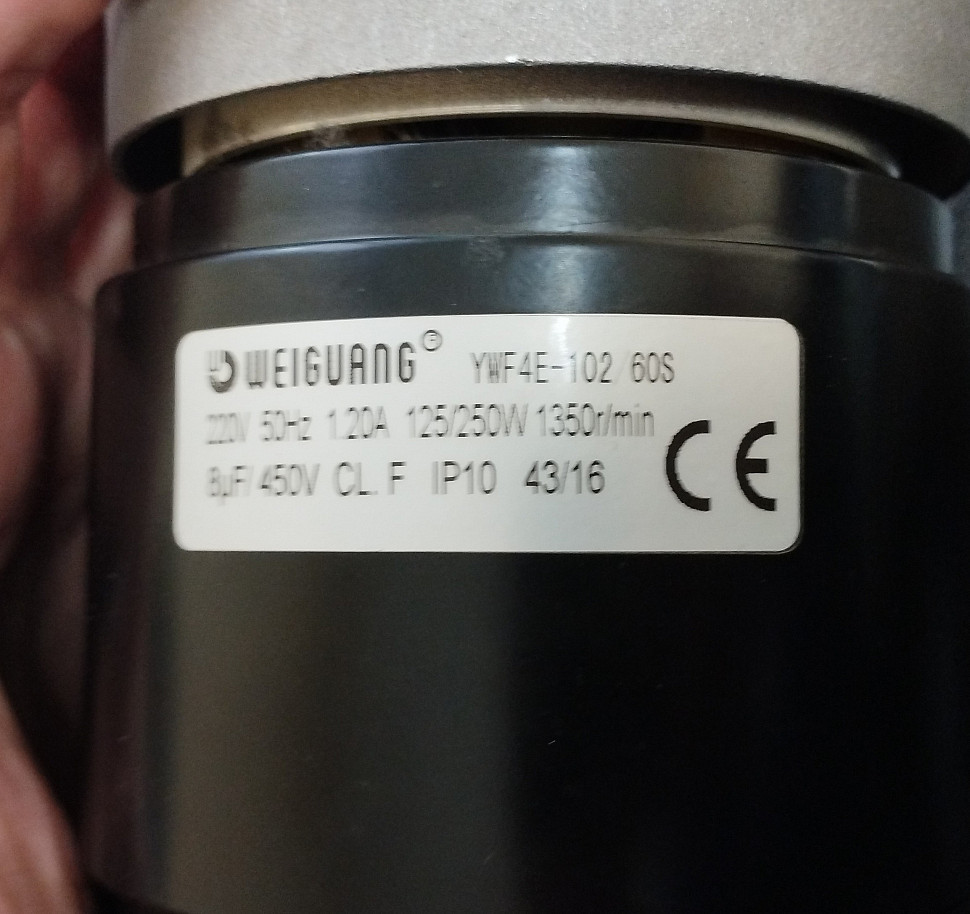 WEIGUANG® YWF4E-102/60S
220V 50Hz 1.20A 125/250W 1350r/min
8µF/450V CL. F IP10 43/16
CE